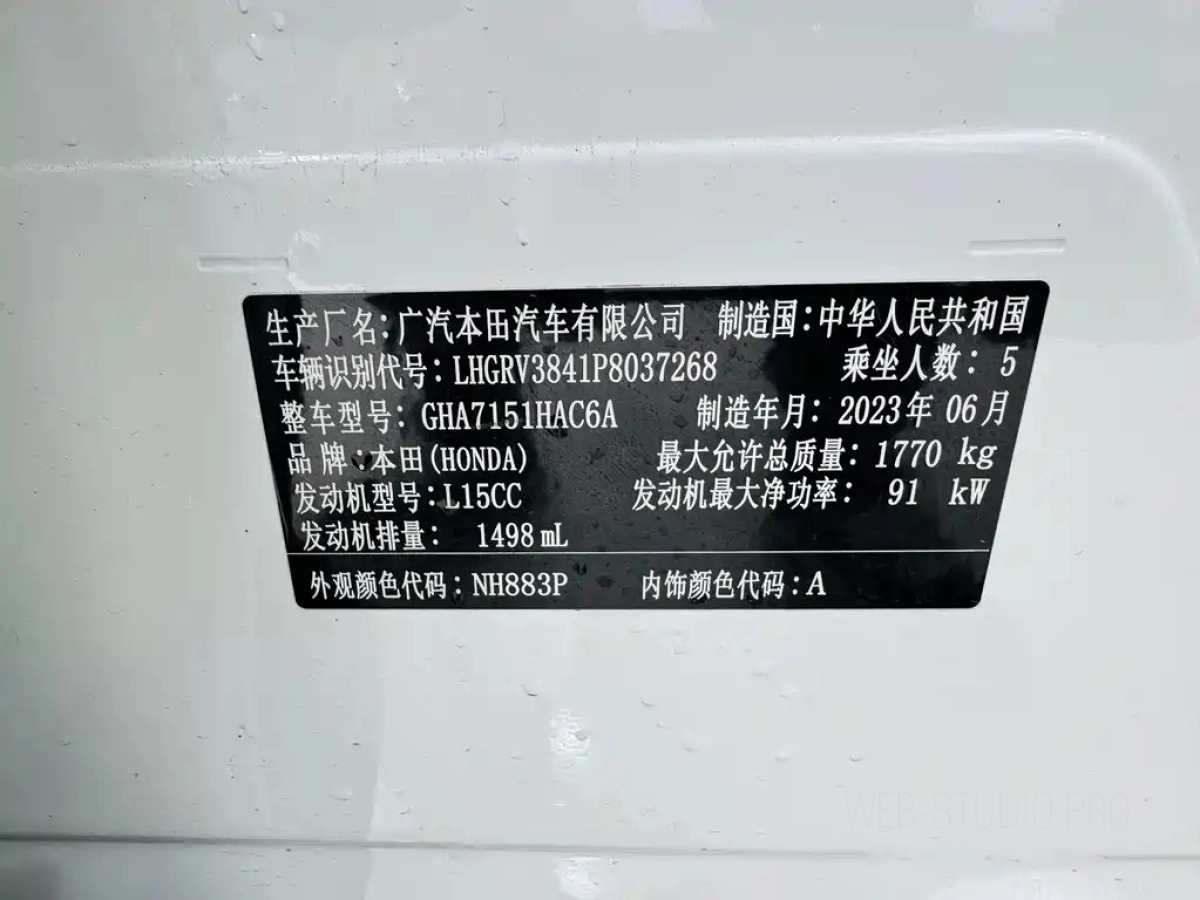 生产厂名：广汽本田汽车有限公司 制造国：中华人民共和国
车辆识别代号：LHGRV3841P8037268 乘坐人数：5
整车型号：GHA7151HAC6A 制造年月：2023年 06月
品 牌：本田(HONDA) 最大允许总质量：1770 kg
发动机型号：L15CC 发动机最大净功率： 91 kW
发动机排量： 1498 mL
外观颜色代码：NH883P 内饰颜色代码：A
WEB-STUDIO.PRO